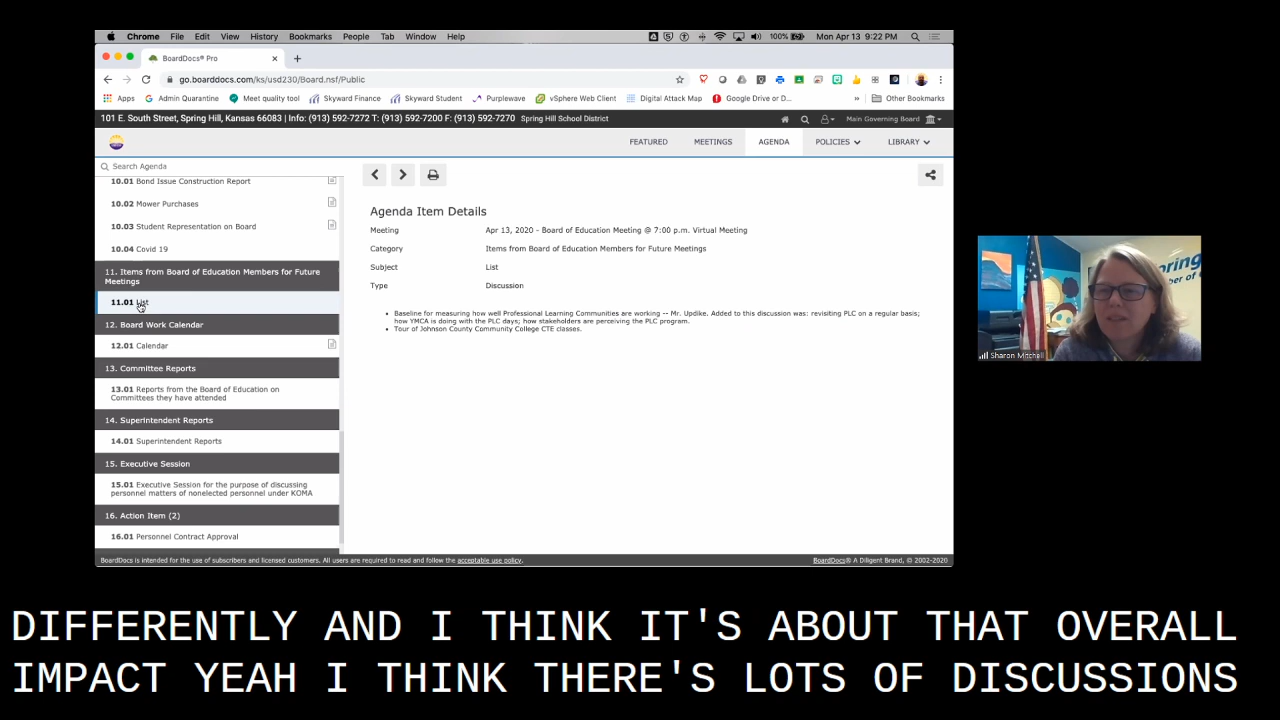 Chrome File Edit View History Bookmarks People Tab Window Help 100% Mon Apr 13 9:22 PM
BoardDocs® Pro
go.boarddocs.com/ks/usd230/Board.nsf/Public
Apps Admin Quarantine Meet quality tool Skyward Finance Skyward Student Purplewave vSphere Web Client Digital Attack Map Google Drive or D... » Other Bookmarks
101 E. South Street, Spring Hill, Kansas 66083 | Info: (913) 592-7272 T: (913) 592-7200 F: (913) 592-7270 Spring Hill School District Main Governing Board
FEATURED MEETINGS AGENDA POLICIES LIBRARY
Search Agenda
10.01 Bond Issue Construction Report
10.02 Mower Purchases
10.03 Student Representation on Board
10.04 Covid 19
11. Items from Board of Education Members for Future
Meetings
11.01 List
12. Board Work Calendar
12.01 Calendar
13. Committee Reports
13.01 Reports from the Board of Education on
Committees they have attended
14. Superintendent Reports
14.01 Superintendent Reports
15. Executive Session
15.01 Executive Session for the purpose of discussing
personnel matters of nonelected personnel under KOMA
16. Action Item (2)
16.01 Personnel Contract Approval
Agenda Item Details
Meeting Apr 13, 2020 - Board of Education Meeting @ 7:00 p.m. Virtual Meeting
Category Items from Board of Education Members for Future Meetings
Subject List
Type Discussion
• Baseline for measuring how well Professional Learning Communities are working -- Mr. Updike. Added to this discussion was: revisiting PLC on a regular basis;
how YMCA is doing with the PLC days; how stakeholders are perceiving the PLC program.
• Tour of Johnson County Community College CTE classes.
BoardDocs is intended for the use of subscribers and licensed customers. All users are required to read and follow the acceptable use policy. BoardDocs® A Diligent Brand, © 2002-2020
Sharon Mitchell
DIFFERENTLY AND I THINK IT'S ABOUT THAT OVERALL
IMPACT YEAH I THINK THERE'S LOTS OF DISCUSSIONS